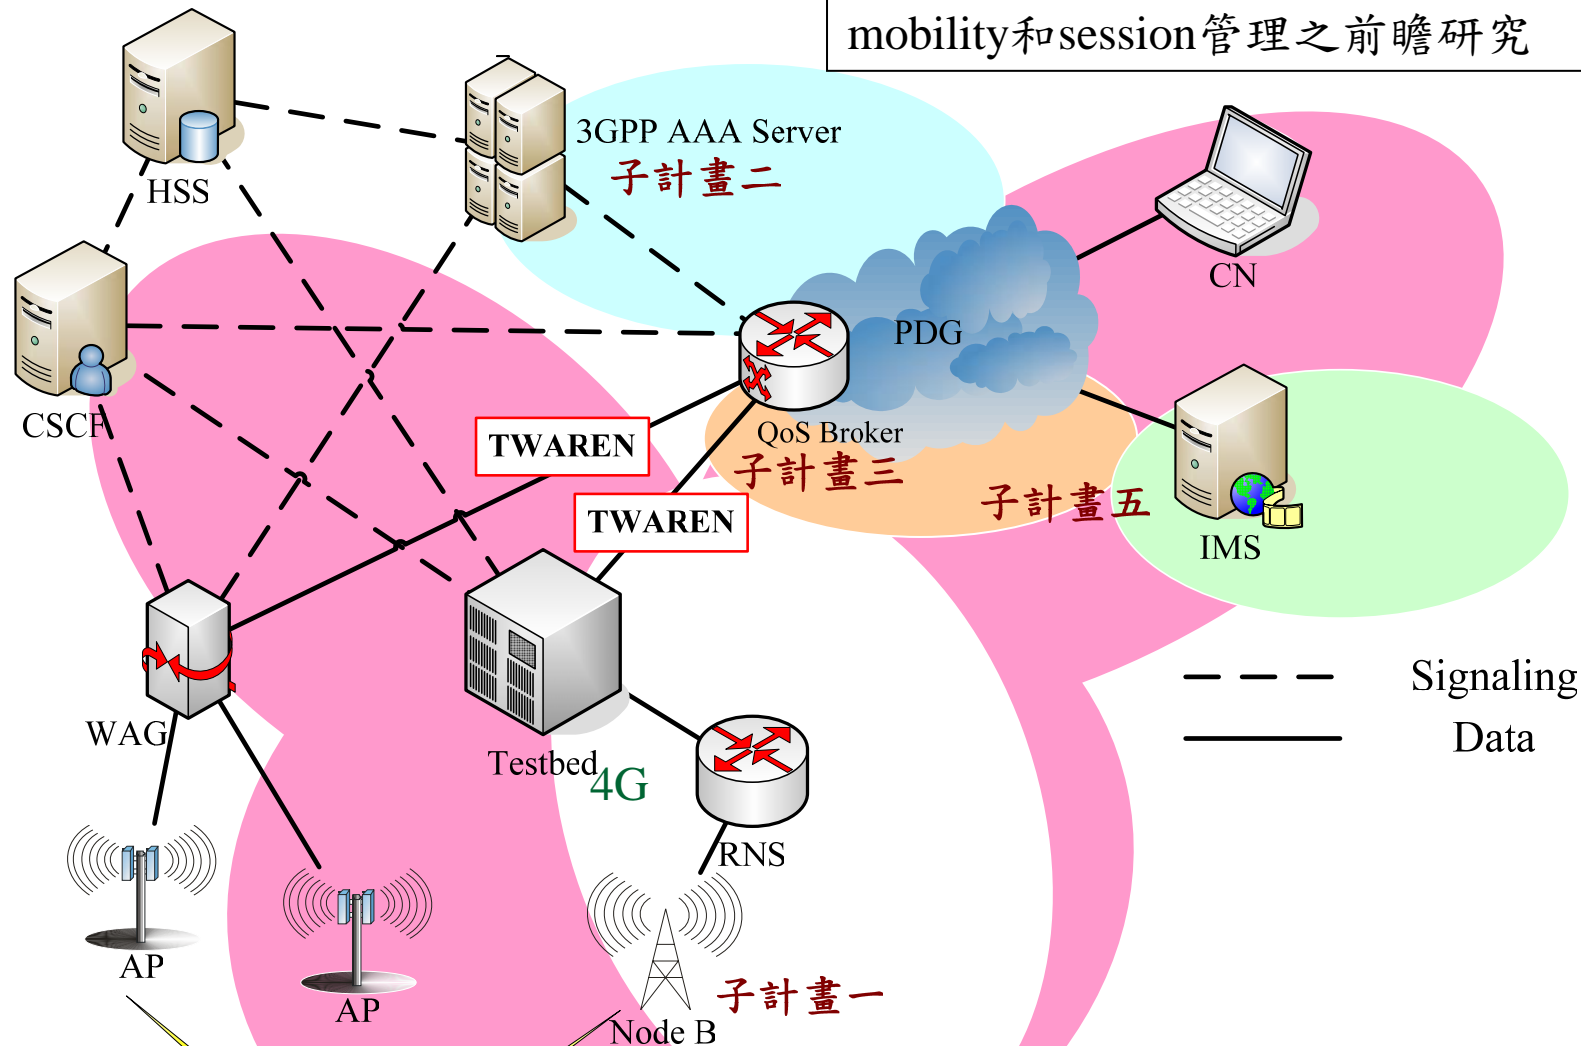 mobility和session管理之前瞻研究
3GPP AAA Server
子計畫二
HSS
CN
PDG
CSCF
QoS Broker
TWAREN
子計畫三
子計畫五
TWAREN
IMS
Signaling
WAG
Data
Testbed
4G
RNS
AP
子計畫一
AP
Node B